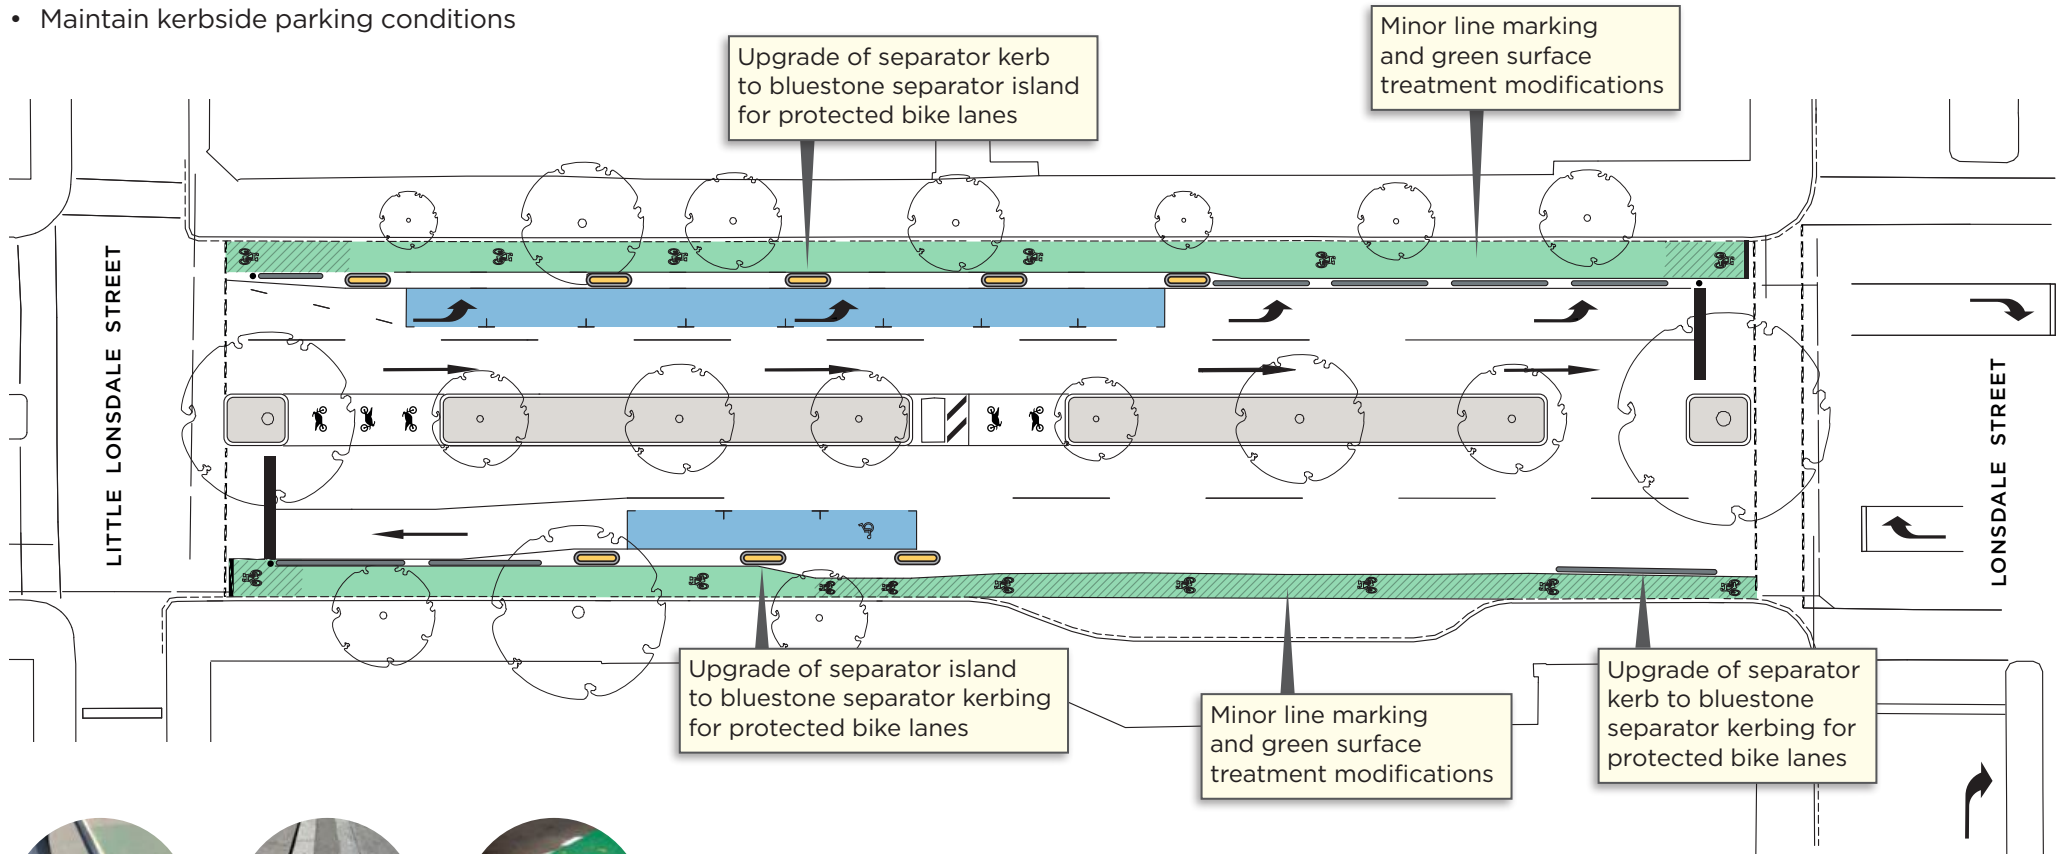 • Maintain kerbside parking conditions
Minor line marking
and green surface
treatment modifications
Upgrade of separator kerb
to bluestone separator island
for protected bike lanes
LITTLE LONSDALE STREET
LONSDALE STREET
Upgrade of separator island
to bluestone separator kerbing
for protected bike lanes
Minor line marking
and green surface
treatment modifications
Upgrade of separator
kerb to bluestone
separator kerbing for
protected bike lanes